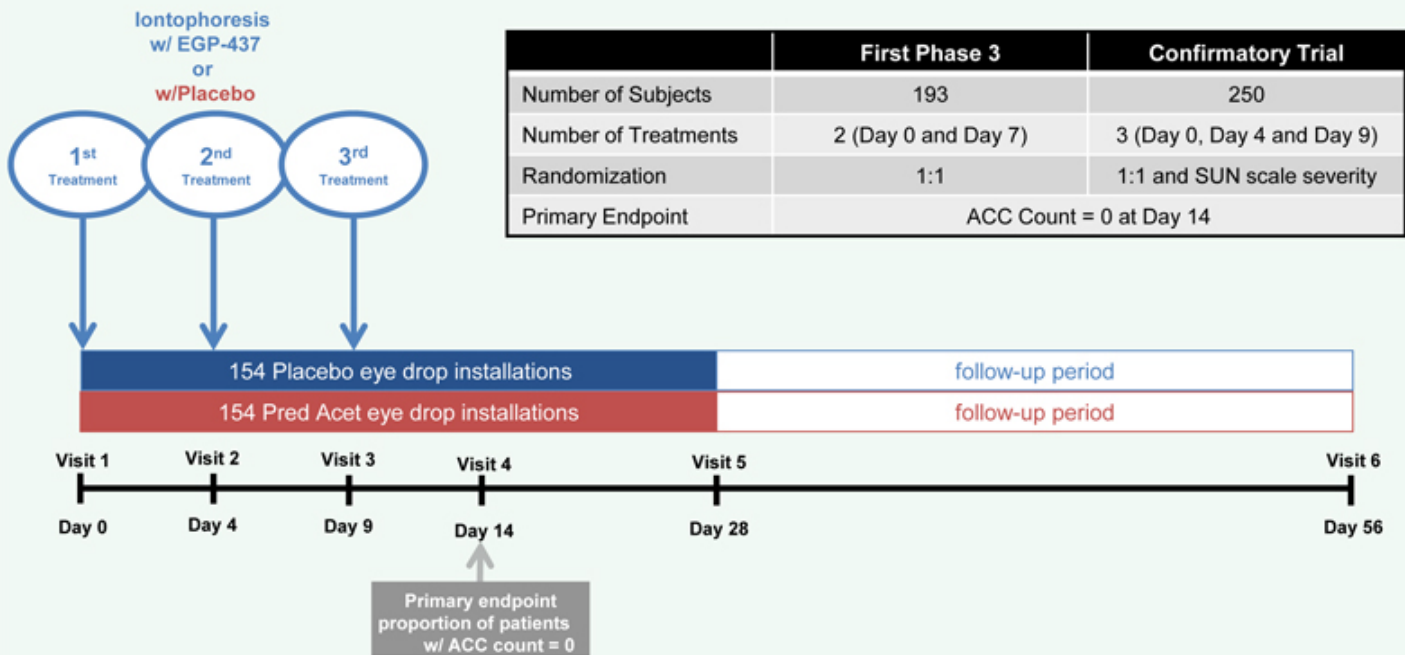 Iontophoresis
w/ EGP-437
or
w/Placebo
1st
Treatment
2nd
Treatment
3rd
Treatment
First Phase 3 Confirmatory Trial
Number of Subjects 193 250
Number of Treatments 2 (Day 0 and Day 7) 3 (Day 0, Day 4 and Day 9)
Randomization 1:1 1:1 and SUN scale severity
Primary Endpoint ACC Count = 0 at Day 14
154 Placebo eye drop installations follow-up period
154 Pred Acet eye drop installations follow-up period
Visit 1 Visit 2 Visit 3 Visit 4 Visit 5 Visit 6
Day 0 Day 4 Day 9 Day 14 Day 28 Day 56
Primary endpoint
proportion of patients
w/ ACC count = 0